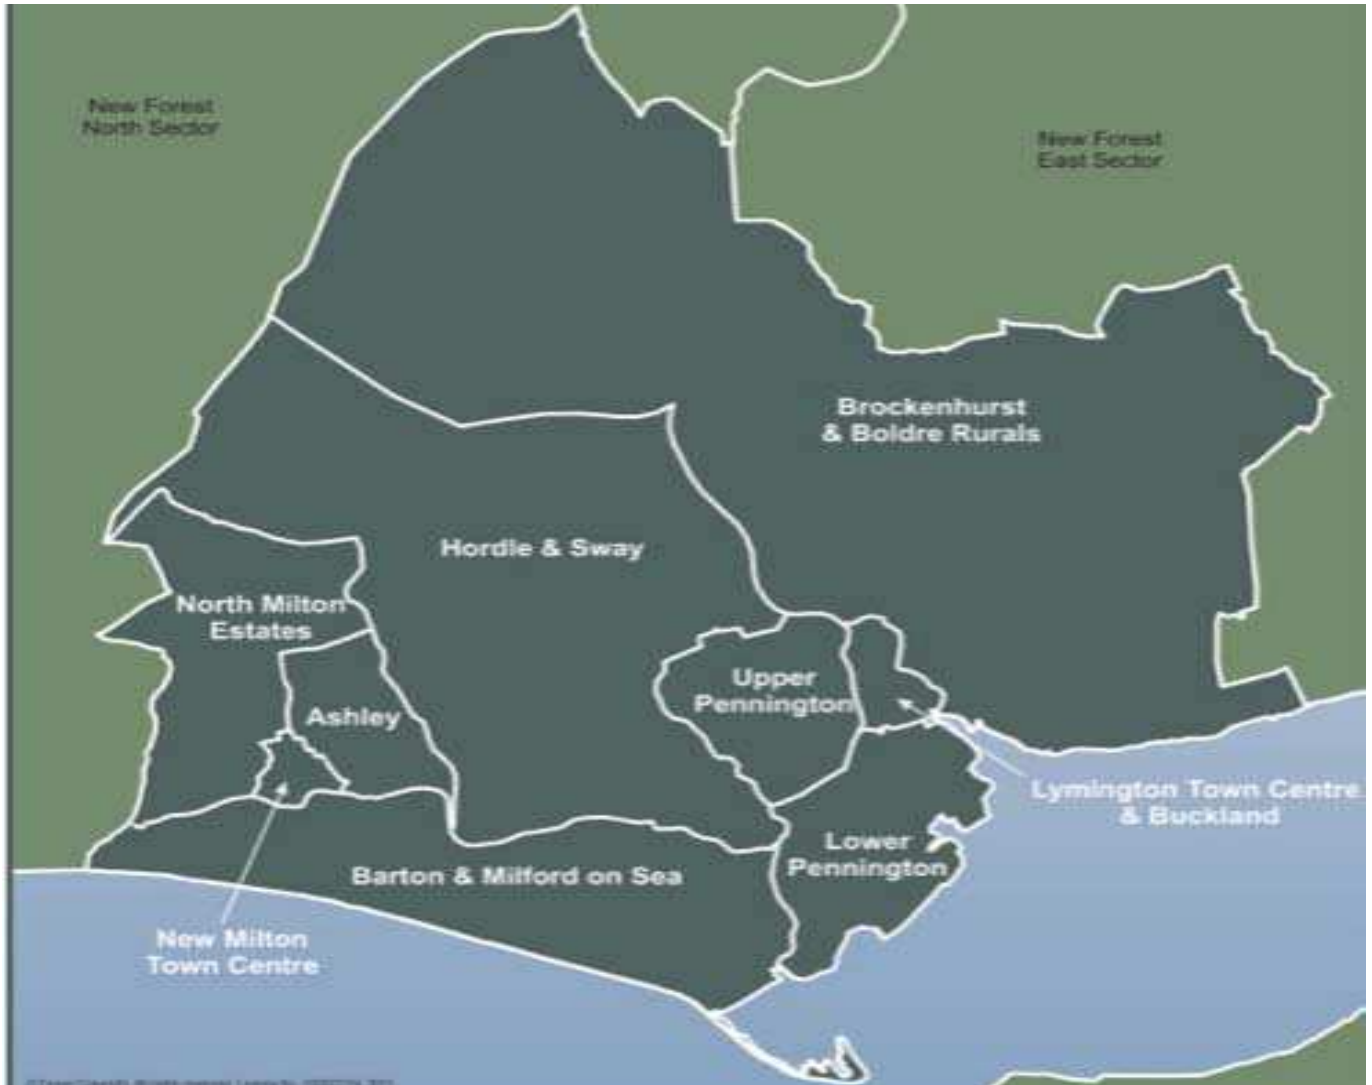 New Forest
North Sector
New Forest
East Sector
Brockenhurst
& Boldre Rurals
Hordle & Sway
North Milton
Estates
Upper
Pennington
Ashley
Lymington Town Centre
& Buckland
Lower
Pennington
Barton & Milford on Sea
New Milton
Town Centre